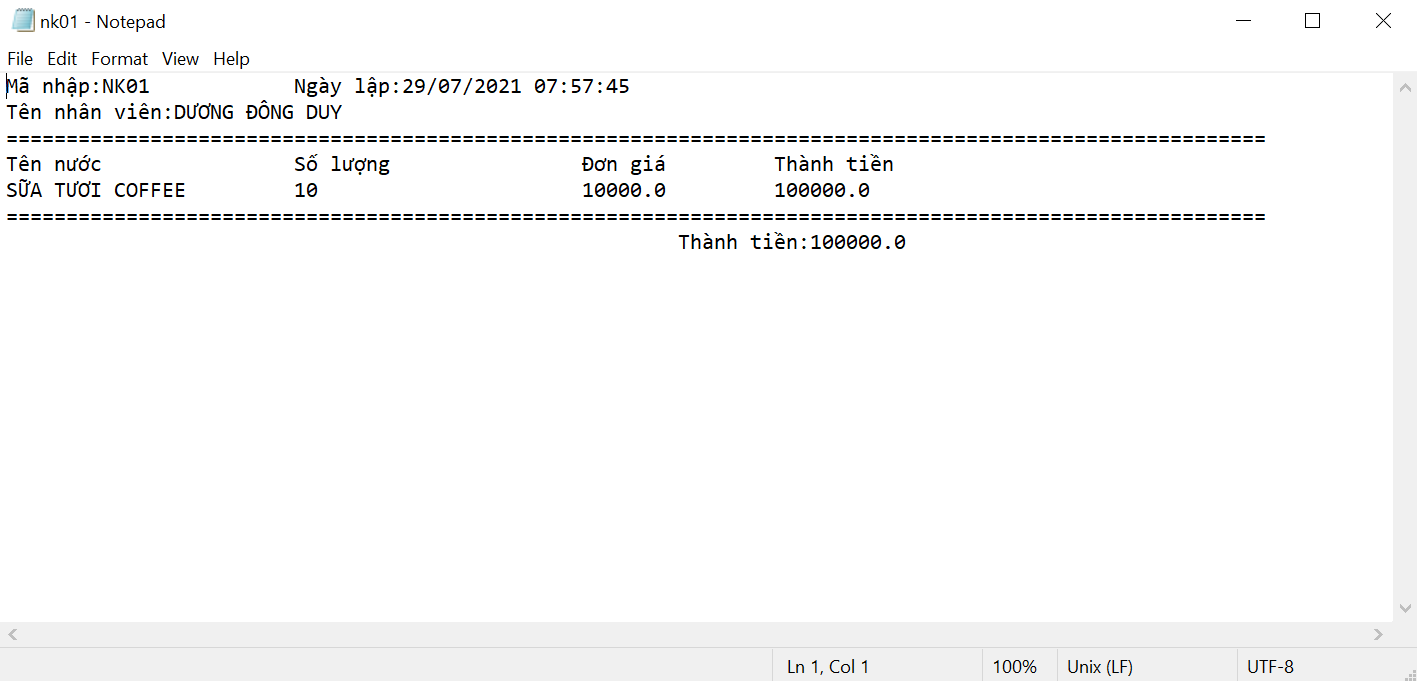 nk01 - Notepad
File Edit Format View Help
Mã nhập:NK01 Ngày lập:29/07/2021 07:57:45
Tên nhân viên:DƯƠNG ĐÔNG DUY
=========================================================================================================
Tên nước Số lượng Đơn giá Thành tiền
SỮA TƯƠI COFFEE 10 10000.0 100000.0
=========================================================================================================
Thành tiền:100000.0
Ln 1, Col 1 100% Unix (LF) UTF-8